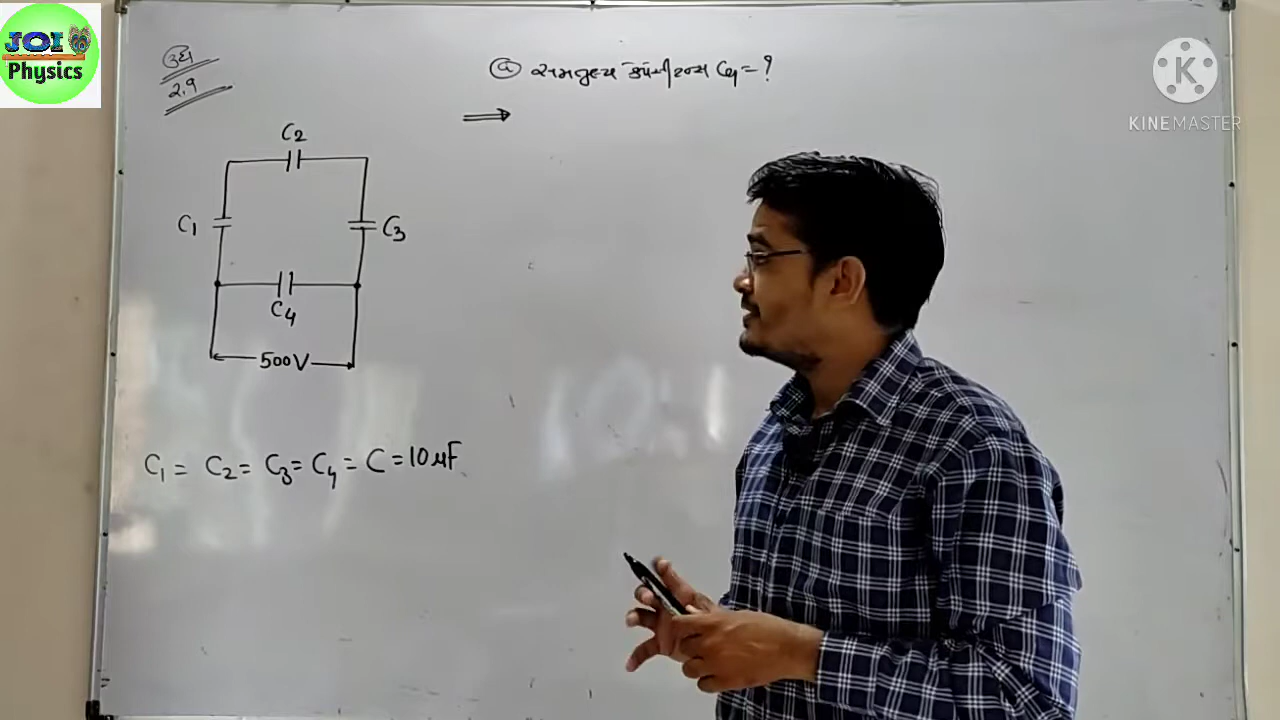 JOI
Physics
ઉદા
2.9
(a) સમતુલ્ય કેપેસીટન્સ Ceq = ?
⟹
C2
C1
C3
C4
500V
C1 = C2 = C3 = C4 = C = 10 μF
K
KINEMASTER